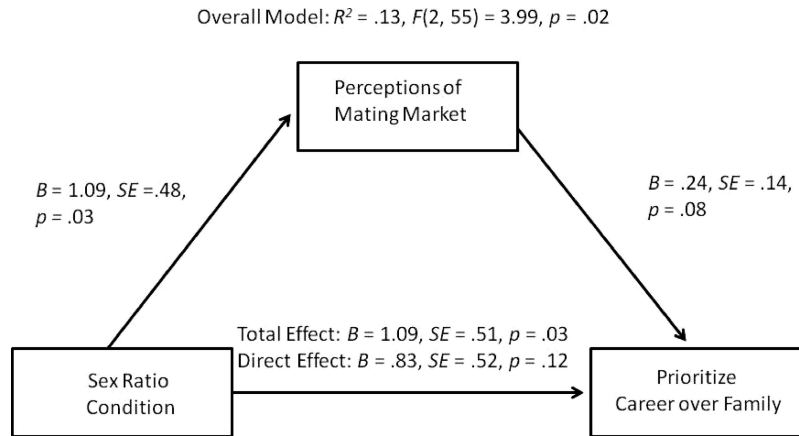 Overall Model: R² = .13, F(2, 55) = 3.99, p = .02
Perceptions of
Mating Market
B = 1.09, SE =.48,
p = .03
B = .24, SE = .14,
p = .08
Total Effect: B = 1.09, SE = .51, p = .03
Direct Effect: B = .83, SE = .52, p = .12
Sex Ratio
Condition
Prioritize
Career over Family